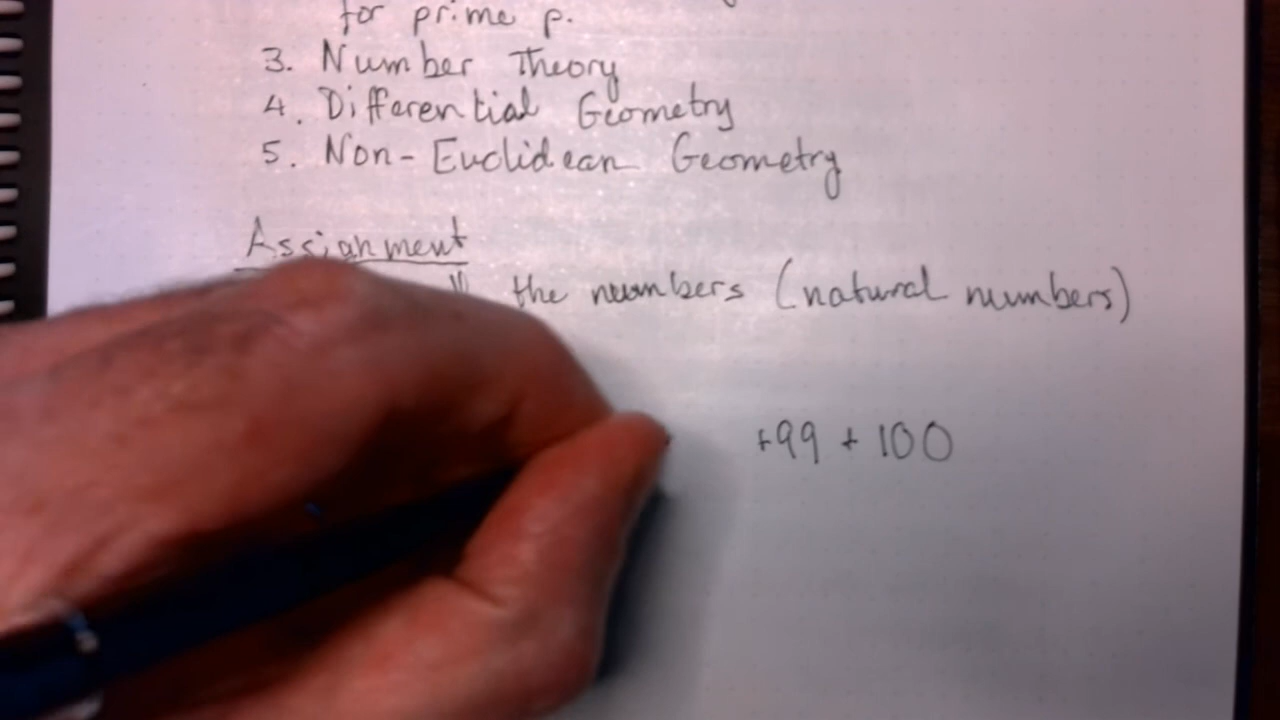 for prime p.
3. Number Theory
4. Differential Geometry
5. Non-Euclidean Geometry
Assignment
the numbers (natural numbers)
+99 + 100